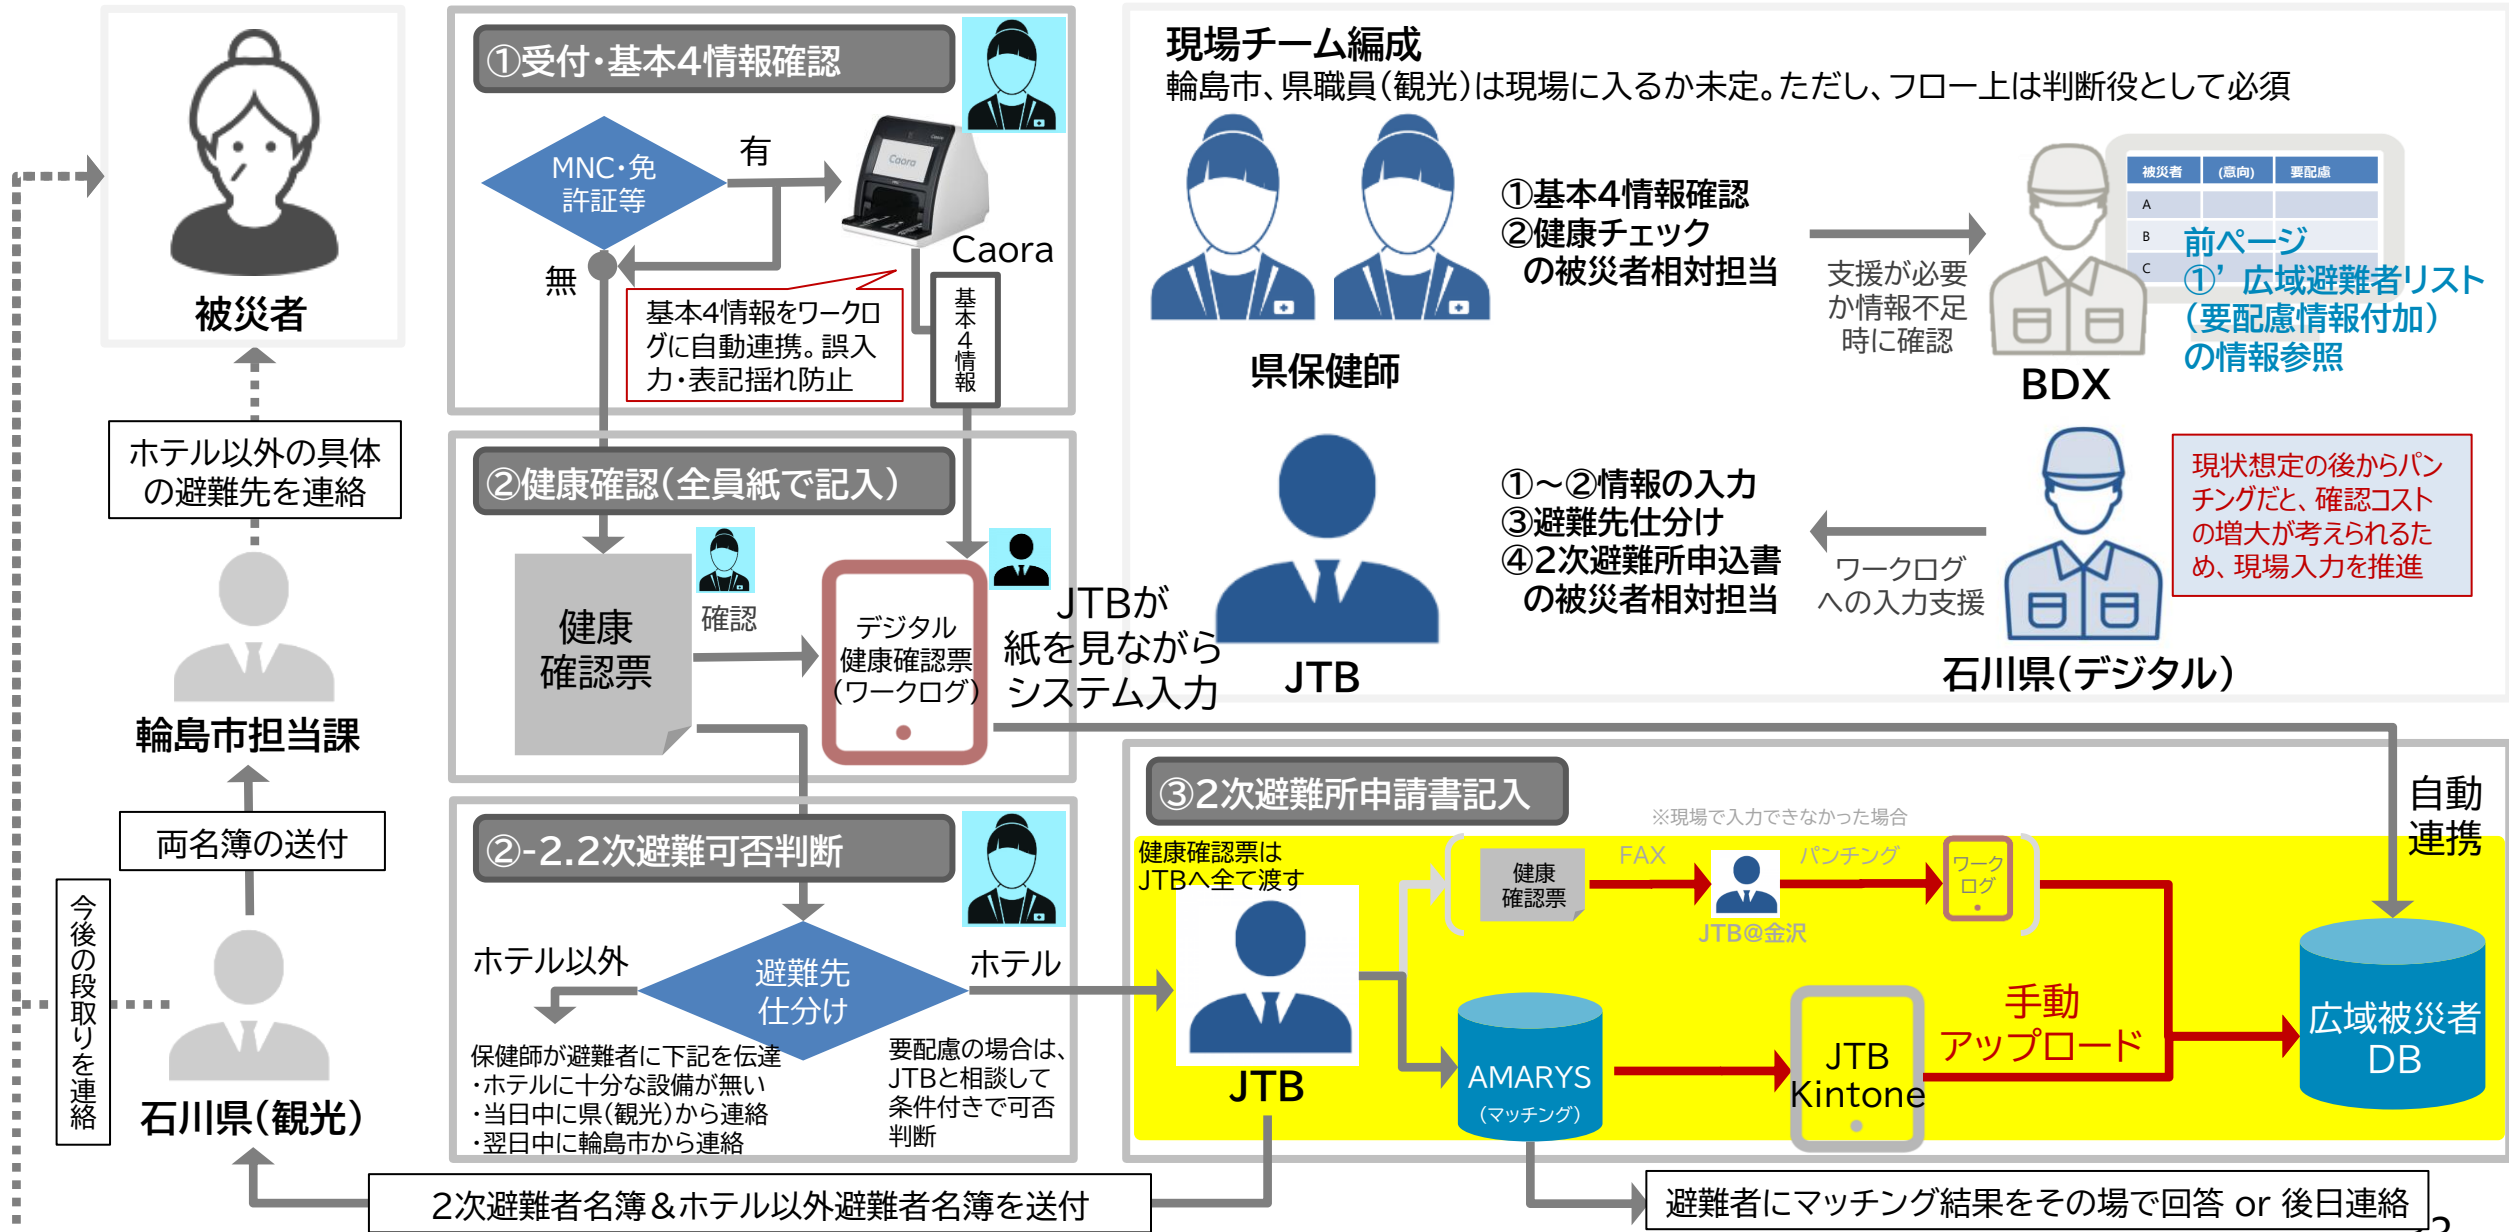 ①受付・基本4情報確認
MNC・免
許証等
有
無
Caora
Caora
基本4情報をワークロ
グに自動連携。誤入
力・表記揺れ防止
基本4情報
被災者
ホテル以外の具体
の避難先を連絡
輪島市担当課
両名簿の送付
今後の段取りを連絡
石川県(観光)
②健康確認(全員紙で記入)
健康
確認票
確認
デジタル
健康確認票
(ワークログ)
JTBが
紙を見ながら
システム入力
②-2.2次避難可否判断
ホテル以外
避難先
仕分け
ホテル
保健師が避難者に下記を伝達
・ホテルに十分な設備が無い
・当日中に県(観光)から連絡
・翌日中に輪島市から連絡
要配慮の場合は、
JTBと相談して
条件付きで可否
判断
2次避難者名簿&ホテル以外避難者名簿を送付
現場チーム編成
輪島市、県職員(観光)は現場に入るか未定。ただし、フロー上は判断役として必須
県保健師
①基本4情報確認
②健康チェック
の被災者相対担当
支援が必要
か情報不足
時に確認
BDX
被災者 (意向) 要配慮
A
B
C
前ページ
①’広域避難者リスト
(要配慮情報付加)
の情報参照
JTB
①～②情報の入力
③避難先仕分け
④2次避難所申込書
の被災者相対担当
ワークログ
への入力支援
石川県(デジタル)
現状想定の後からパン
チングだと、確認コスト
の増大が考えられるた
め、現場入力を推進
③2次避難所申請書記入
※現場で入力できなかった場合
健康確認票は
JTBへ全て渡す
JTB
健康
確認票
FAX
JTB@金沢
パンチング
ワーク
ログ
AMARYS
(マッチング)
JTB
Kintone
手動
アップロード
自動
連携
広域被災者
DB
避難者にマッチング結果をその場で回答 or 後日連絡